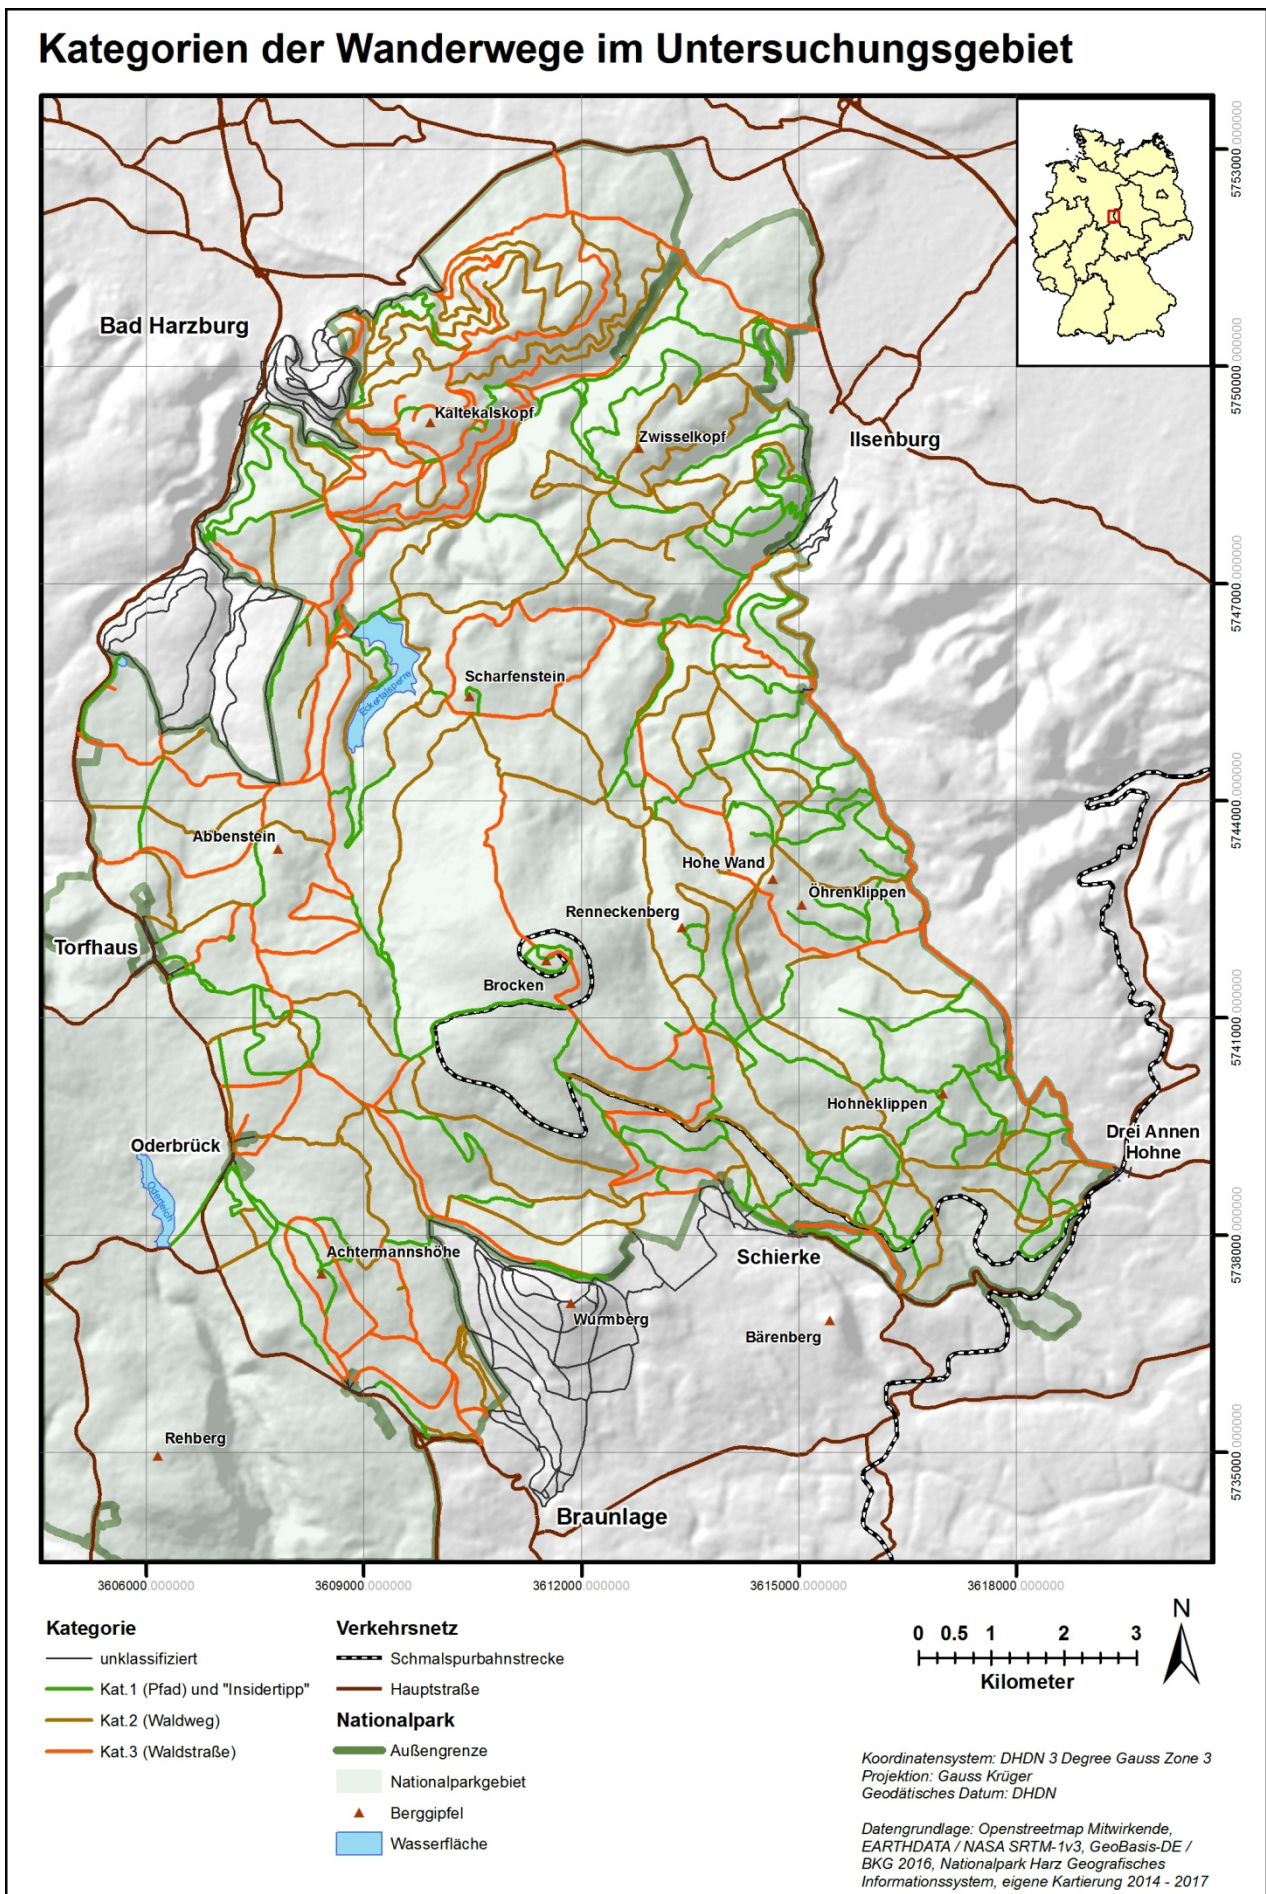 Kategorien der Wanderwege im Untersuchungsgebiet
Bad Harzburg
Kaltekalskopf
Zwisselkopf
Ilsenburg
Eckertalsperre
Scharfenstein
Abbenstein
Hohe Wand
Öhrenklippen
Renneckenberg
Torfhaus
Brocken
Hohneklippen
Oderbrück
Drei Annen
Hohne
Oderteich
Achtermannshöhe
Schierke
Wurmberg
Bärenberg
Rehberg
Braunlage
5753000.000000
5750000.000000
5747000.000000
5744000.000000
5741000.000000
5738000.000000
5735000.000000
3606000.000000
3609000.000000
3612000.000000
3615000.000000
3618000.000000
Kategorie
unklassifiziert
Kat.1 (Pfad) und "Insidertipp"
Kat.2 (Waldweg)
Kat.3 (Waldstraße)
Verkehrsnetz
Schmalspurbahnstrecke
Hauptstraße
Nationalpark
Außengrenze
Nationalparkgebiet
Berggipfel
Wasserfläche
0 0.5 1 2 3
Kilometer
N
Koordinatensystem: DHDN 3 Degree Gauss Zone 3
Projektion: Gauss Krüger
Geodätisches Datum: DHDN
Datengrundlage: Openstreetmap Mitwirkende,
EARTHDATA / NASA SRTM-1v3, GeoBasis-DE /
BKG 2016, Nationalpark Harz Geografisches
Informationssystem, eigene Kartierung 2014 - 2017